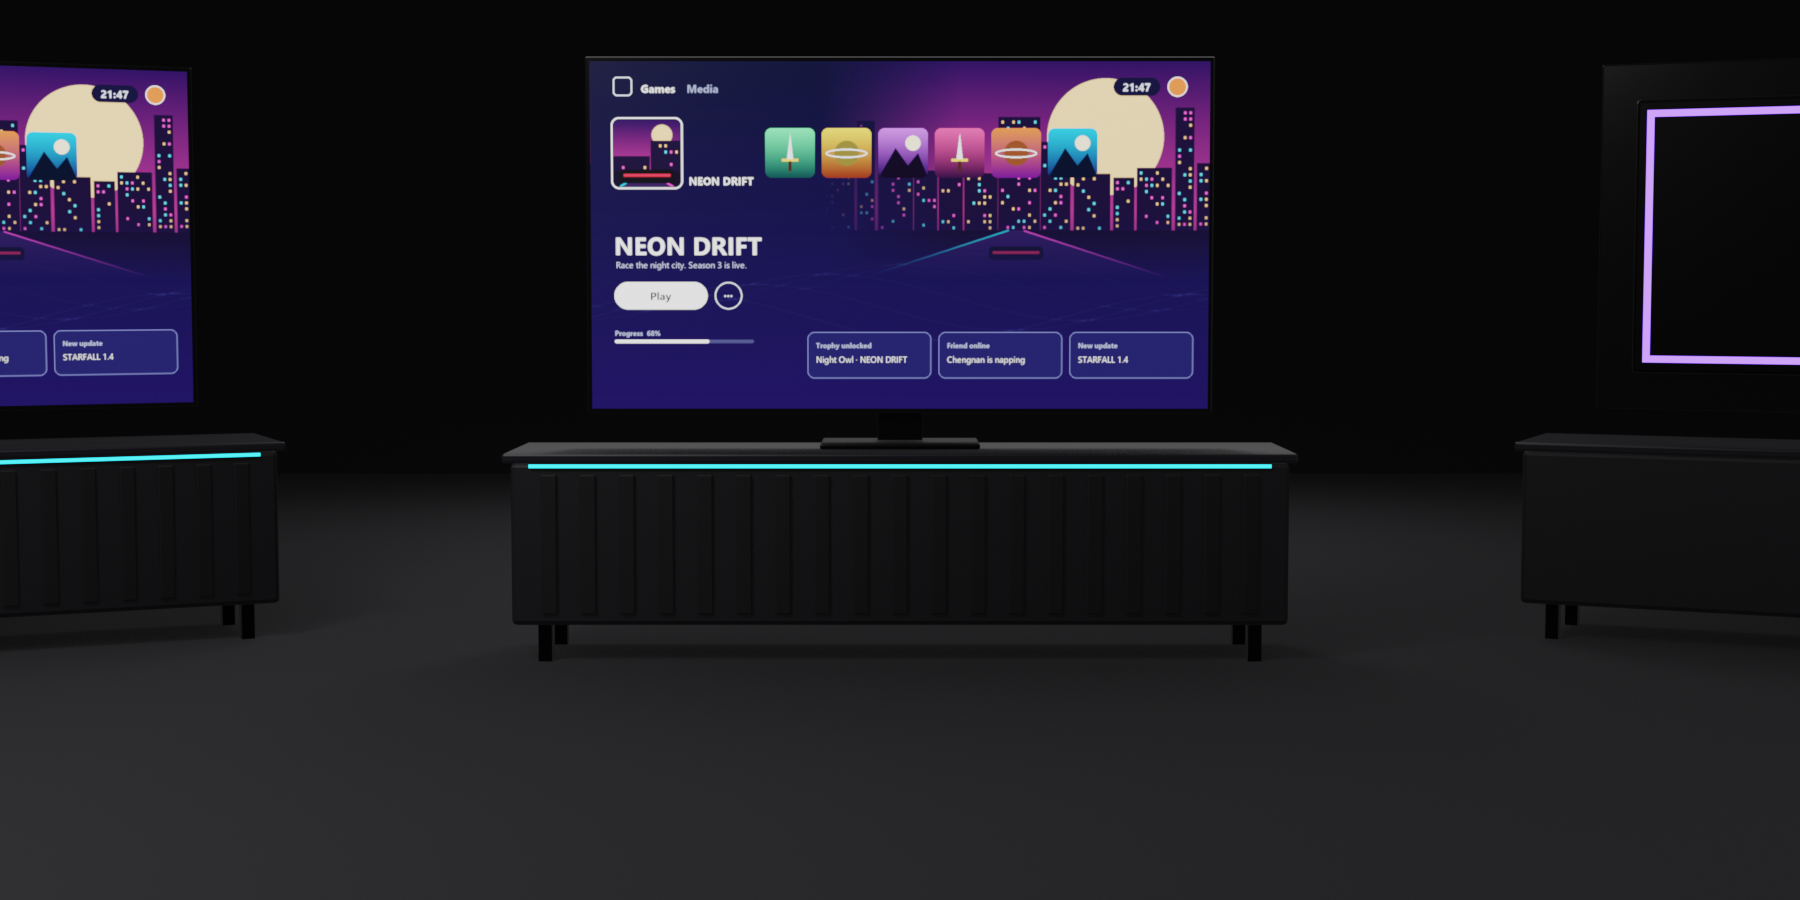 21:47
ng
New update
STARFALL 1.4
Games Media
21:47
NEON DRIFT
NEON DRIFT
Race the night city. Season 3 is live.
Play
Progress 68%
Trophy unlocked
Night Owl · NEON DRIFT
Friend online
Chengnan is napping
New update
STARFALL 1.4